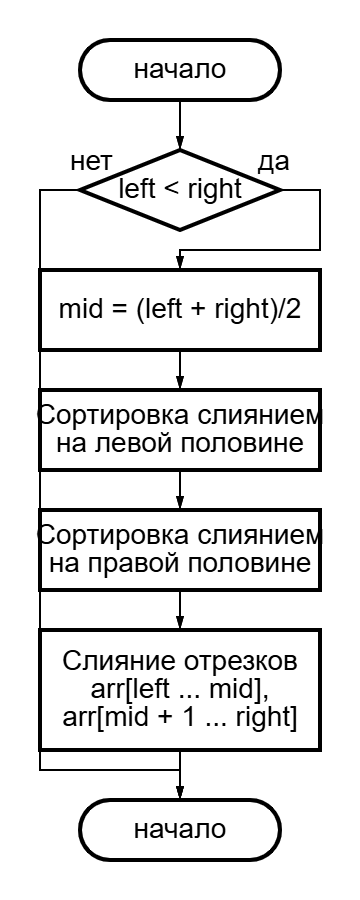 начало
нет
да
left < right
mid = (left + right)/2
Сортировка слиянием
на левой половине
Сортировка слиянием
на правой половине
Слияние отрезков
arr[left ... mid],
arr[mid + 1 ... right]
начало